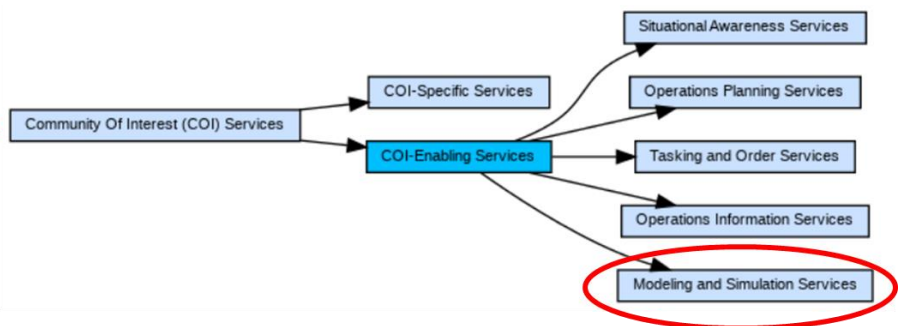 Situational Awareness Services
COI-Specific Services
Operations Planning Services
Community Of Interest (COI) Services
COI-Enabling Services
Tasking and Order Services
Operations Information Services
Modeling and Simulation Services